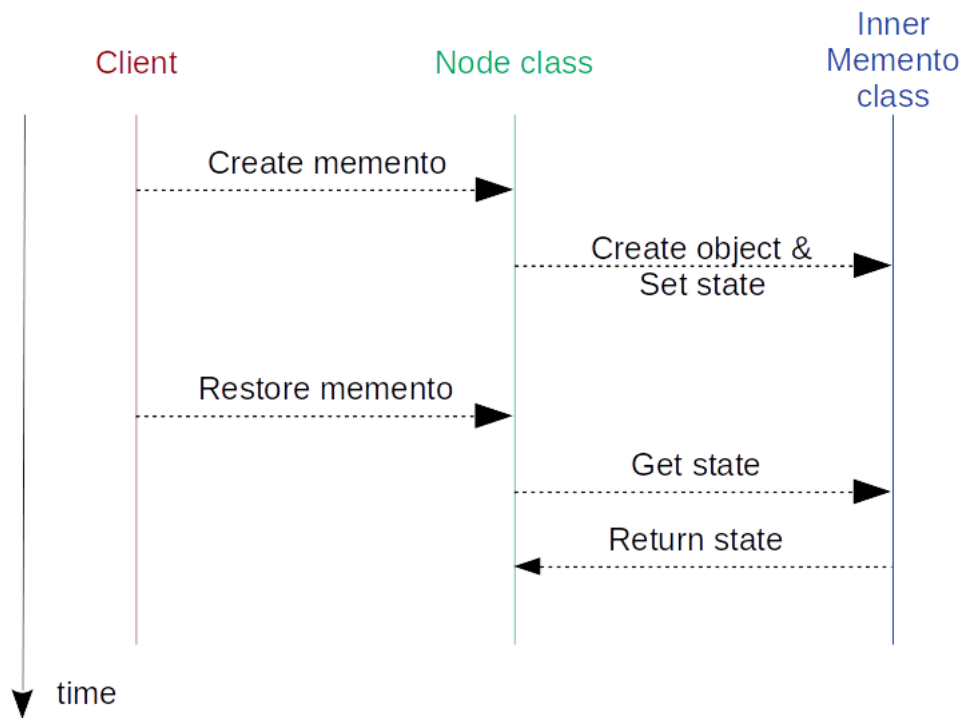 Client
Node class
Inner
Memento
class
Create memento
Create object &
Set state
Restore memento
Get state
Return state
time